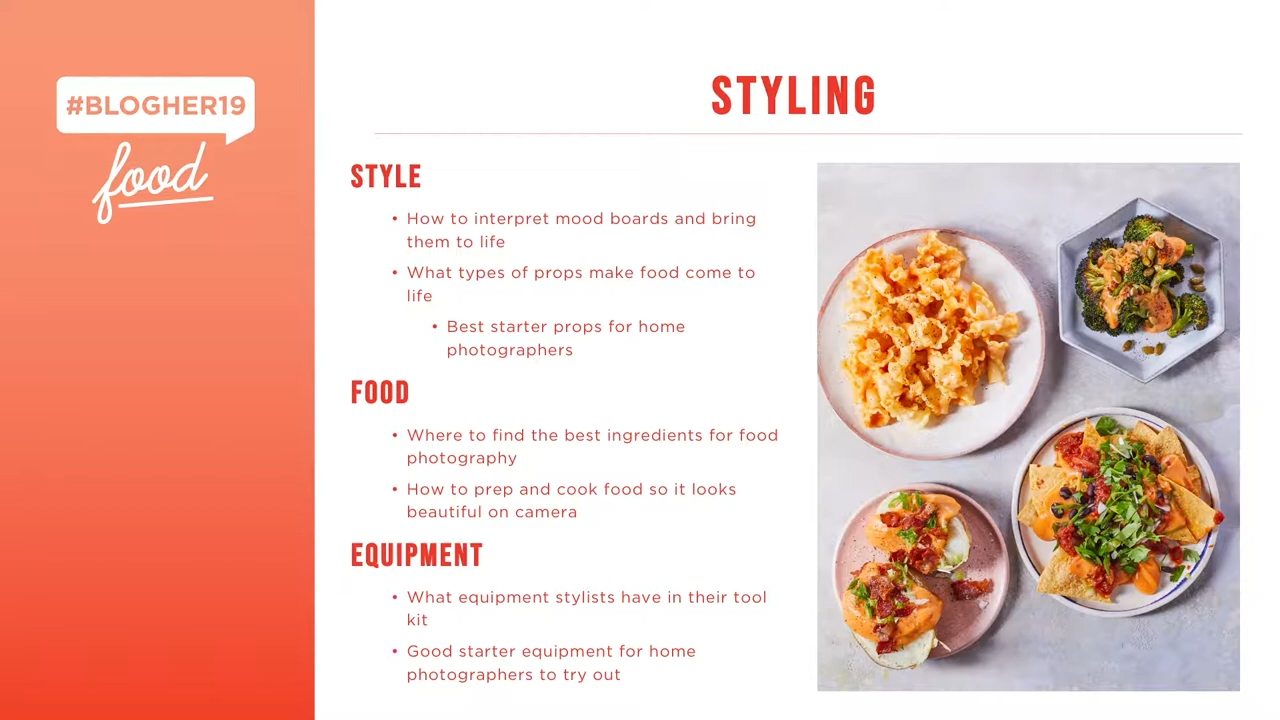 #BLOGHER19
food
STYLING
STYLE
• How to interpret mood boards and bring
them to life
• What types of props make food come to
life
• Best starter props for home
photographers
FOOD
• Where to find the best ingredients for food
photography
• How to prep and cook food so it looks
beautiful on camera
EQUIPMENT
• What equipment stylists have in their tool
kit
• Good starter equipment for home
photographers to try out